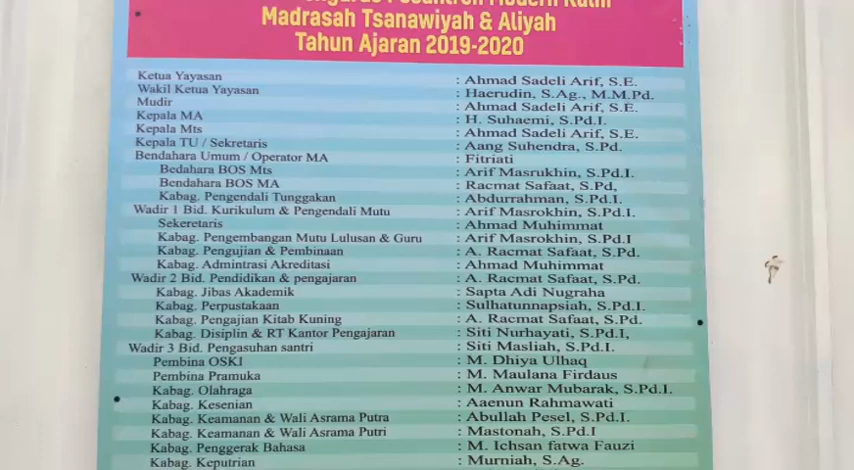 Pesantren Modern
Madrasah Tsanawiyah & Aliyah
Tahun Ajaran 2019-2020
Ketua Yayasan : Ahmad Sadeli Arif, S.E.
Wakil Ketua Yayasan : Haerudin, S.Ag., M.M.Pd.
Mudir : Ahmad Sadeli Arif, S.E.
Kepala MA : H. Suhaemi, S.Pd.I.
Kepala Mts : Ahmad Sadeli Arif, S.E.
Kepala TU / Sekretaris : Aang Suhendra, S.Pd.
Bendahara Umum / Operator MA : Fitriati
Bedahara BOS Mts : Arif Masrukhin, S.Pd.I.
Bendahara BOS MA : Racmat Safaat, S.Pd,
Kabag. Pengendali Tunggakan : Abdurrahman, S.Pd.I.
Wadir 1 Bid. Kurikulum & Pengendali Mutu : Arif Masrokhin, S.Pd.I.
Sekeretaris : Ahmad Muhimmat
Kabag. Pengembangan Mutu Lulusan & Guru : Arif Masrokhin, S.Pd.I
Kabag. Pengujian & Pembinaan : A. Racmat Safaat, S.Pd.
Kabag. Admintrasi Akreditasi : Ahmad Muhimmat
Wadir 2 Bid. Pendidikan & pengajaran : A. Racmat Safaat, S.Pd.
Kabag. Jibas Akademik : Sapta Adi Nugraha
Kabag. Perpustakaan : Sulhatunnapsiah, S.Pd.I.
Kabag. Pengajian Kitab Kuning : A. Racmat Safaat, S.Pd.
Kabag. Disiplin & RT Kantor Pengajaran : Siti Nurhayati, S.Pd.I,
Wadir 3 Bid. Pengasuhan santri : Siti Masliah, S.Pd.I.
Pembina OSKI : M. Dhiya Ulhaq
Pembina Pramuka : M. Maulana Firdaus
Kabag. Olahraga : M. Anwar Mubarak, S.Pd.I.
Kabag. Kesenian : Aaenun Rahmawati
Kabag. Keamanan & Wali Asrama Putra : Abullah Pesel, S.Pd.I.
Kabag. Keamanan & Wali Asrama Putri : Mastonah, S.Pd.I
Kabag. Penggerak Bahasa : M. Ichsan fatwa Fauzi
Kabag. Keputrian : Murniah, S.Ag.